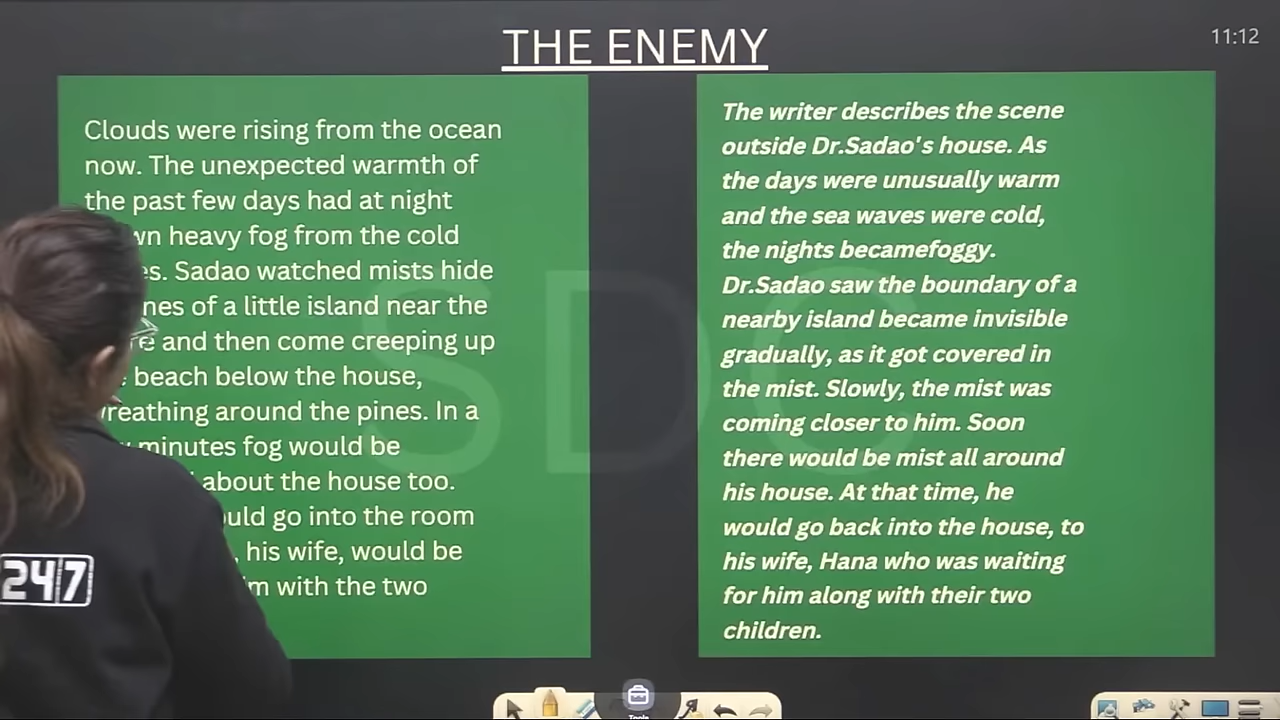 THE ENEMY
11:12
Clouds were rising from the ocean
now. The unexpected warmth of
the past few days had at night
heavy fog from the cold
Sadao watched mists hide
of a little island near the
and then come creeping up
beach below the house,
wreathing around the pines. In a
minutes fog would be
about the house too.
go into the room
, his wife, would be
with the two
The writer describes the scene
outside Dr.Sadao's house. As
the days were unusually warm
and the sea waves were cold,
the nights becamefoggy.
Dr.Sadao saw the boundary of a
nearby island became invisible
gradually, as it got covered in
the mist. Slowly, the mist was
coming closer to him. Soon
there would be mist all around
his house. At that time, he
would go back into the house, to
his wife, Hana who was waiting
for him along with their two
children.
SDC
247
Tools